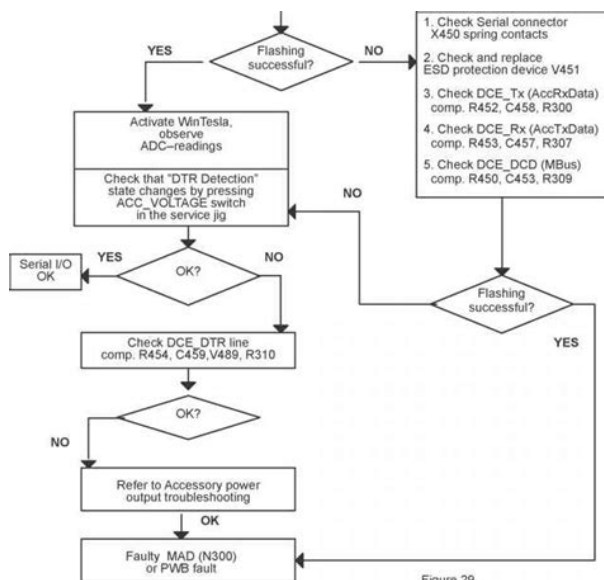 YES
Flashing
successful?
NO
1. Check Serial connector
X450 spring contacts
2. Check and replace
ESD protection device V451
3. Check DCE_Tx (AccRxData)
comp. R452, C458, R300
4. Check DCE_Rx (AccTxData)
comp. R453, C457, R307
5. Check DCE_DCD (MBus)
comp. R450, C453, R309
Activate WinTesla,
observe
ADC–readings
Check that "DTR Detection"
state changes by pressing
ACC_VOLTAGE switch
in the service jig
NO
Serial I/O
OK
YES
OK?
NO
Flashing
successful?
YES
Check DCE_DTR line
comp. R454, C459,V489, R310
OK?
NO
Refer to Accessory power
output troubleshooting
OK
Faulty MAD (N300)
or PWB fault
Figure 29